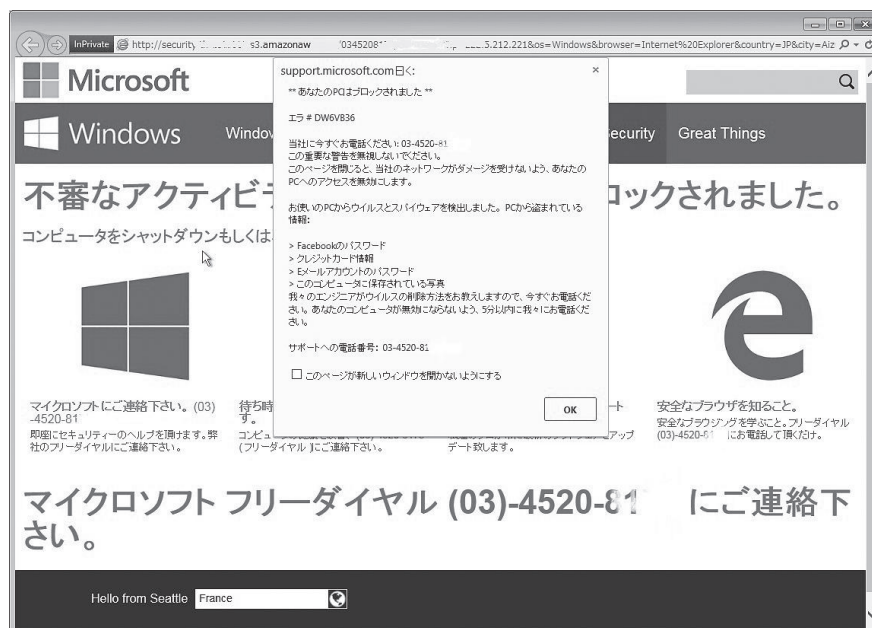 InPrivate http://security s3.amazonaw 5.212.221&os=Windows&browser=Internet%20Explorer&country=JP&city=Aiz
Microsoft
Windows
ecurity
Great Things
support.microsoft.com曰く:
** あなたのPCはブロックされました **
エラ # DW6VB36
当社に今すぐお電話ください: 03-4520-81
この重要な警告を無視しないでください。
このページを閉じると、当社のネットワークがダメージを受けけないよう、あなたの
PCへのアクセスを無効にします。
お使いのPCからウイルスとスパイウェアを検出しました。PCから盗まれている
情報:
> Facebookのパスワード
> クレジットカード情報
> Eメールアカウントのパスワード
> このコンピュータに保存されている写真
我々のエンジニアがウイルスの削除方法をお教えしますので、今すぐお電話くだ
さい。あなたのコンピュータが無効にならないよう、5分以内に我々にお電話くだ
さい。
サポートへの電話番号: 03-4520-81
このページが新しいウィンドウを開かないようにする
OK
不審なアクティビ
ロックされました。
コンピュータをシャットダウンもしくは
マイクロソフトにご連絡下さい。(03)
-4520-81
即座にセキュリティーのヘルプを頂けます。弊
社のフリーダイヤルにご連絡下さい。
待ち時
す。
コンピュ
(フリーダイヤル)にご連絡下さい。
ート
アップ
デート致します。
安全なブラウザを知ること。
安全なブラウジングを学ぶこと。フリーダイヤル
(03)-4520-81 にお電話して頂くだけ。
マイクロソフト フリーダイヤル (03)-4520-81 にご連絡下
さい。
Hello from Seattle France